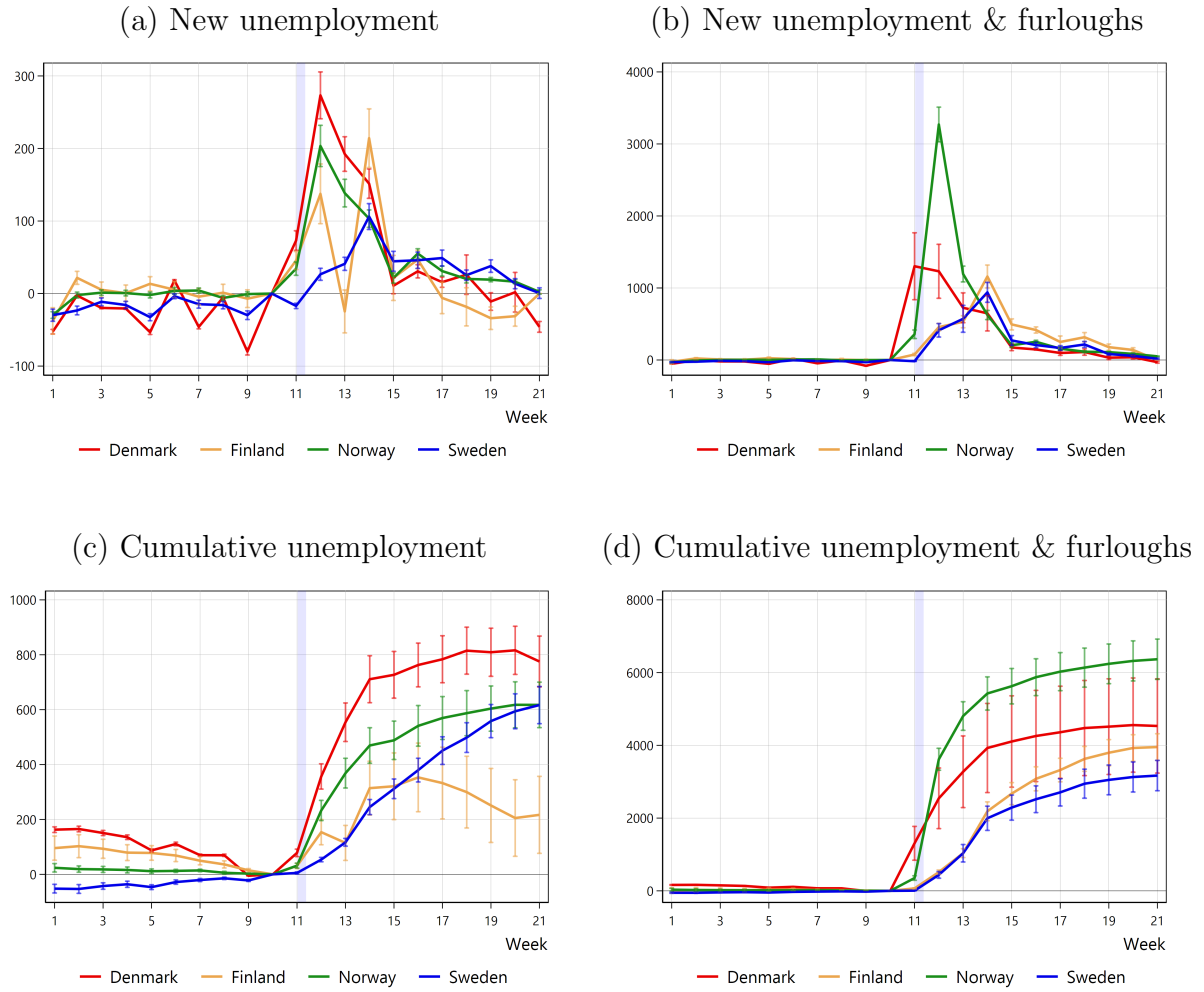 (a) New unemployment
300
200
100
0
-100
1 3 5 7 9 11 13 15 17 19 21
Week
Denmark Finland Norway Sweden
(b) New unemployment & furloughs
4000
3000
2000
1000
0
1 3 5 7 9 11 13 15 17 19 21
Week
Denmark Finland Norway Sweden
(c) Cumulative unemployment
1000
800
600
400
200
0
1 3 5 7 9 11 13 15 17 19 21
Week
Denmark Finland Norway Sweden
(d) Cumulative unemployment & furloughs
8000
6000
4000
2000
0
1 3 5 7 9 11 13 15 17 19 21
Week
Denmark Finland Norway Sweden